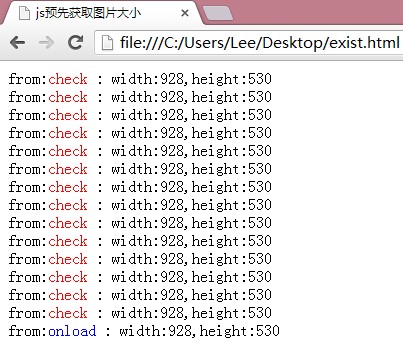 js预先获取图片大小
file:///C:/Users/Lee/Desktop/exist.html
from:check : width:928,height:530
from:check : width:928,height:530
from:check : width:928,height:530
from:check : width:928,height:530
from:check : width:928,height:530
from:check : width:928,height:530
from:check : width:928,height:530
from:check : width:928,height:530
from:check : width:928,height:530
from:check : width:928,height:530
from:check : width:928,height:530
from:check : width:928,height:530
from:check : width:928,height:530
from:check : width:928,height:530
from:onload : width:928,height:530